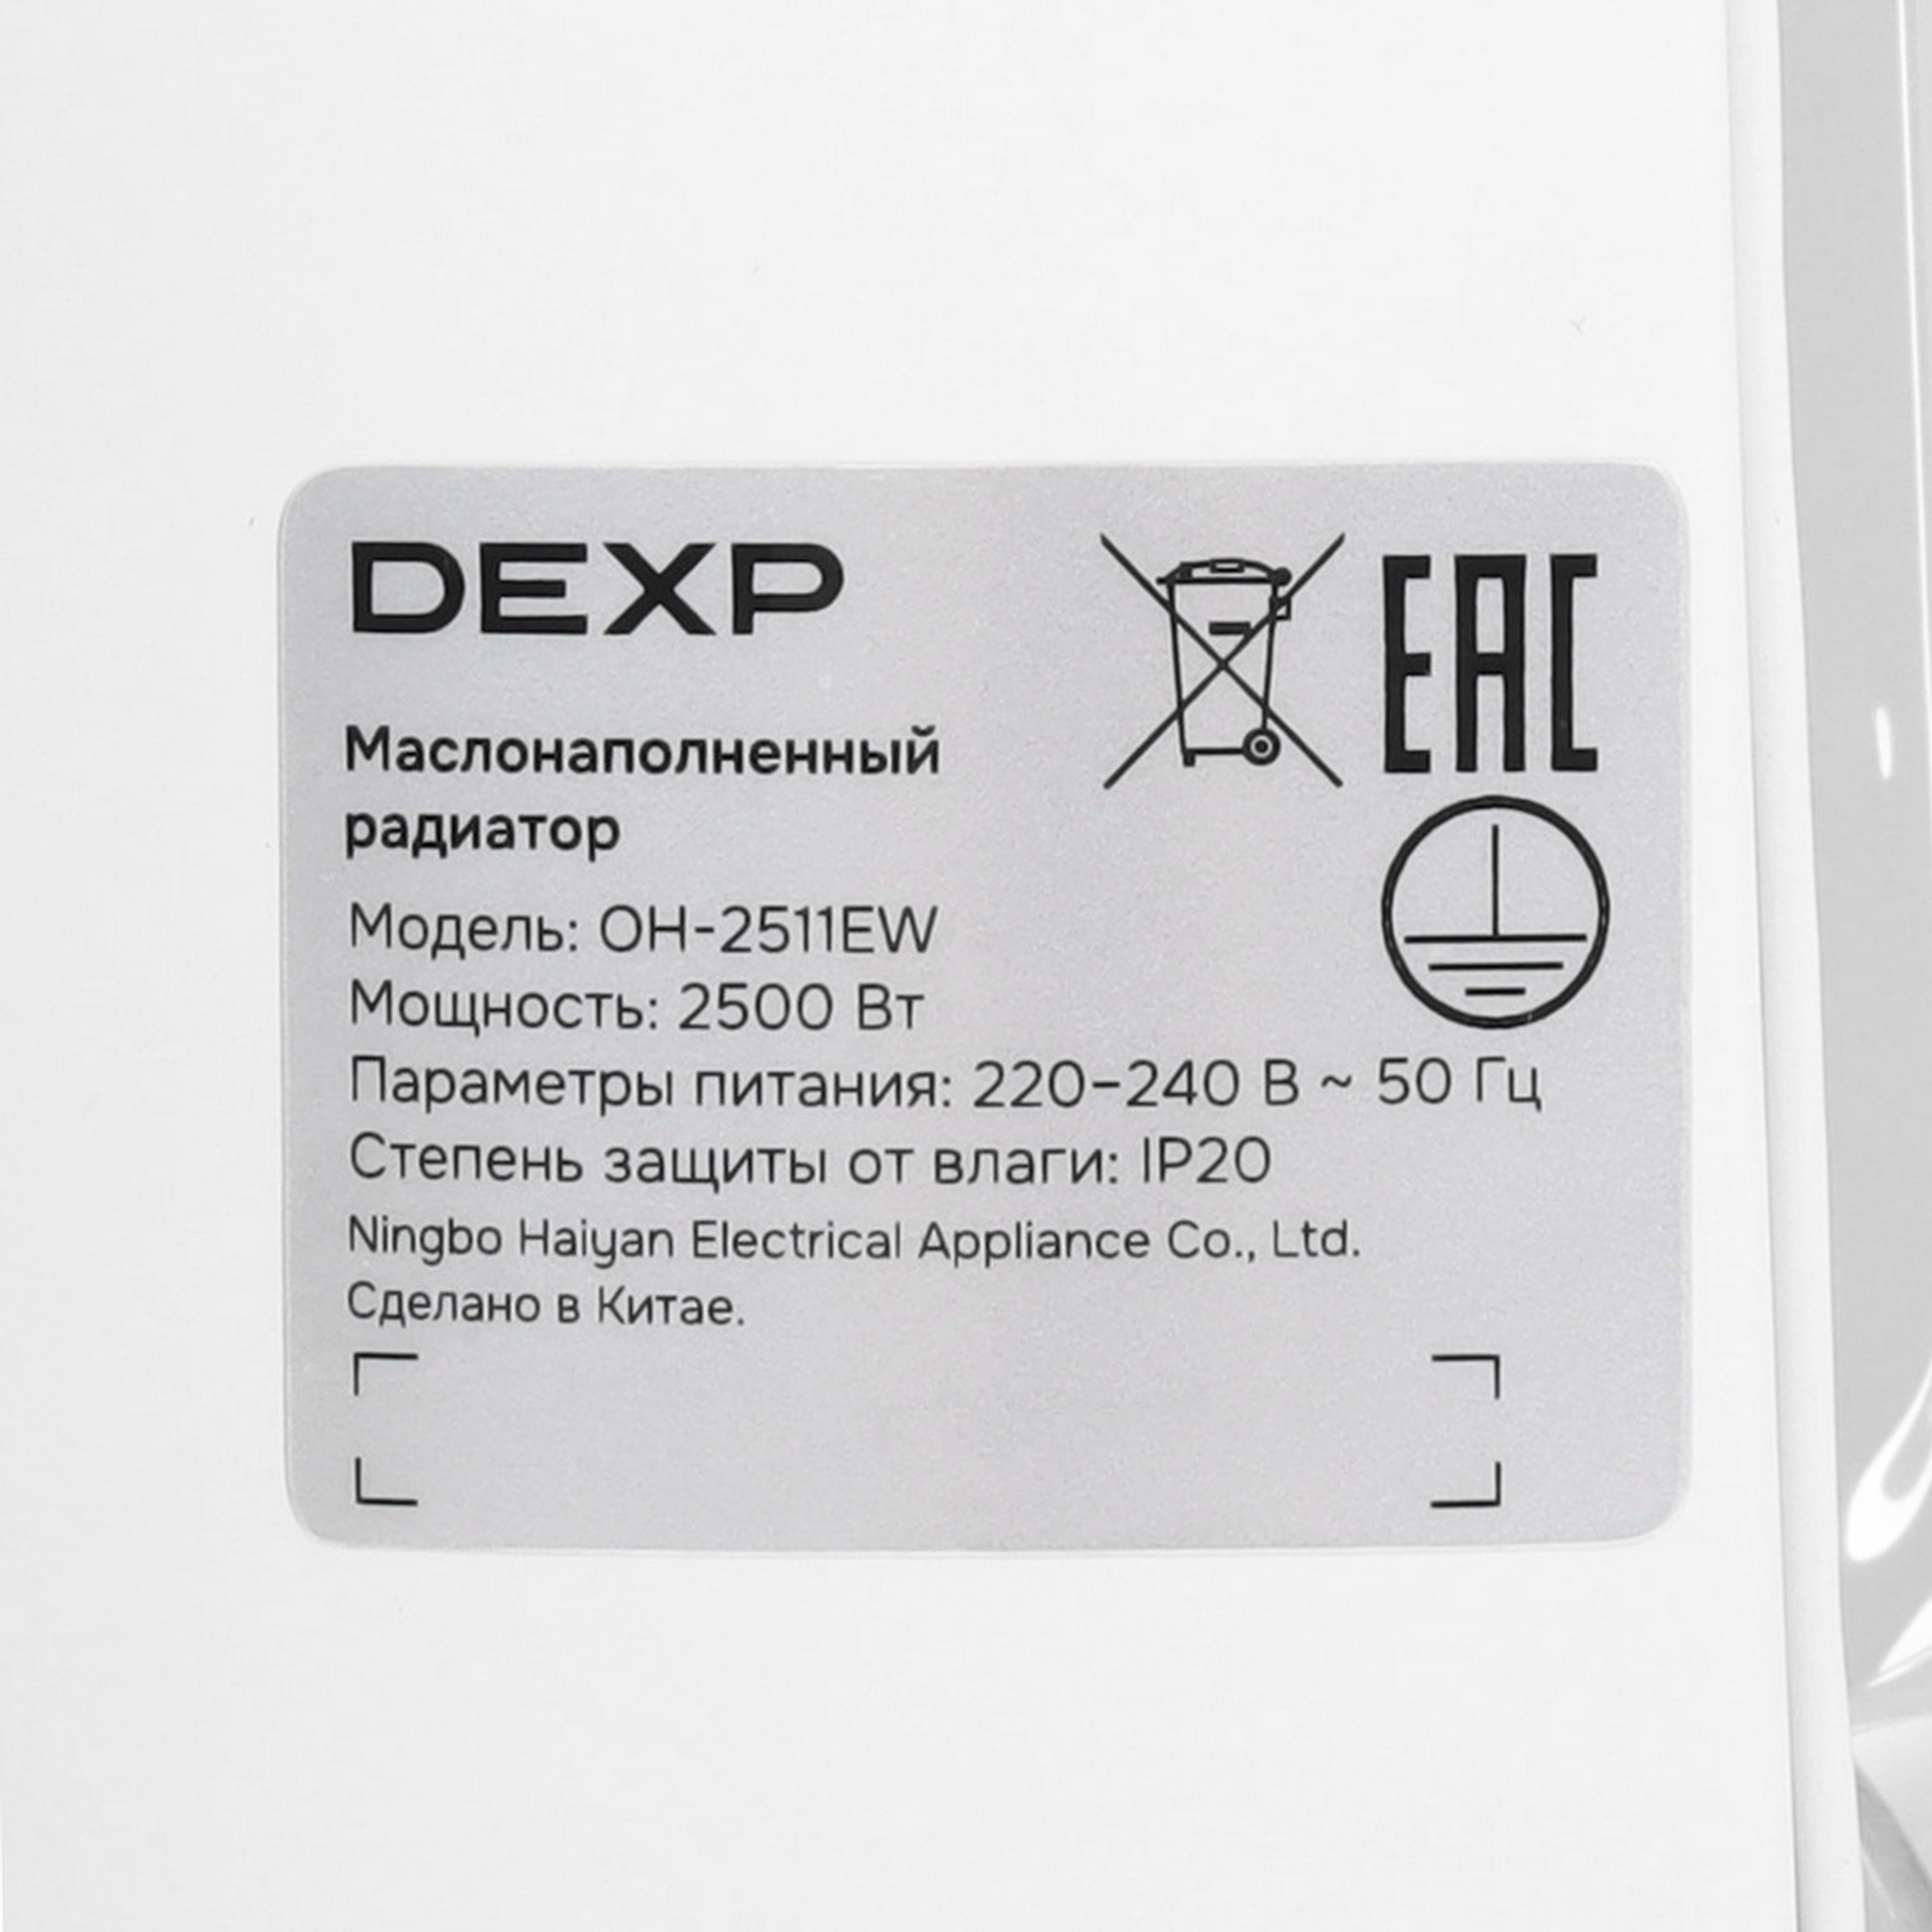 DEXP
EAC
Маслонаполненный
радиатор
Модель: OH-2511EW
Мощность: 2500 Вт
Параметры питания: 220-240 В ~ 50 Гц
Степень защиты от влаги: IP20
Ningbo Haiyan Electrical Appliance Co., Ltd.
Сделано в Китае.